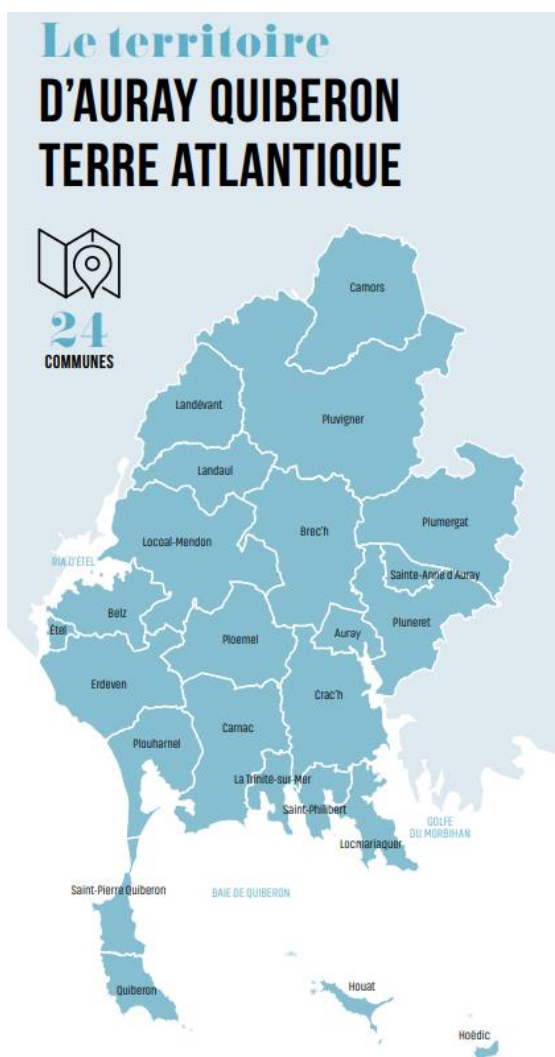 Le territoire
D'AURAY QUIBERON
TERRE ATLANTIQUE
24
COMMUNES
Camors
Landévant
Pluvigner
Landaul
Plumergat
Brec'h
Locoal-Mendon
RIA D'ÉTEL
Sainte-Anne d'Auray
Belz
Pluneret
Étel
Auray
Ploemel
Erdeven
Crac'h
Carnac
Plouharnel
La Trinité-sur-Mer
Saint-Philibert
GOLFE
DU MORBIHAN
Locmariaquer
Saint-Pierre Quiberon
BAIE DE QUIBERON
Quiberon
Houat
Hoëdic